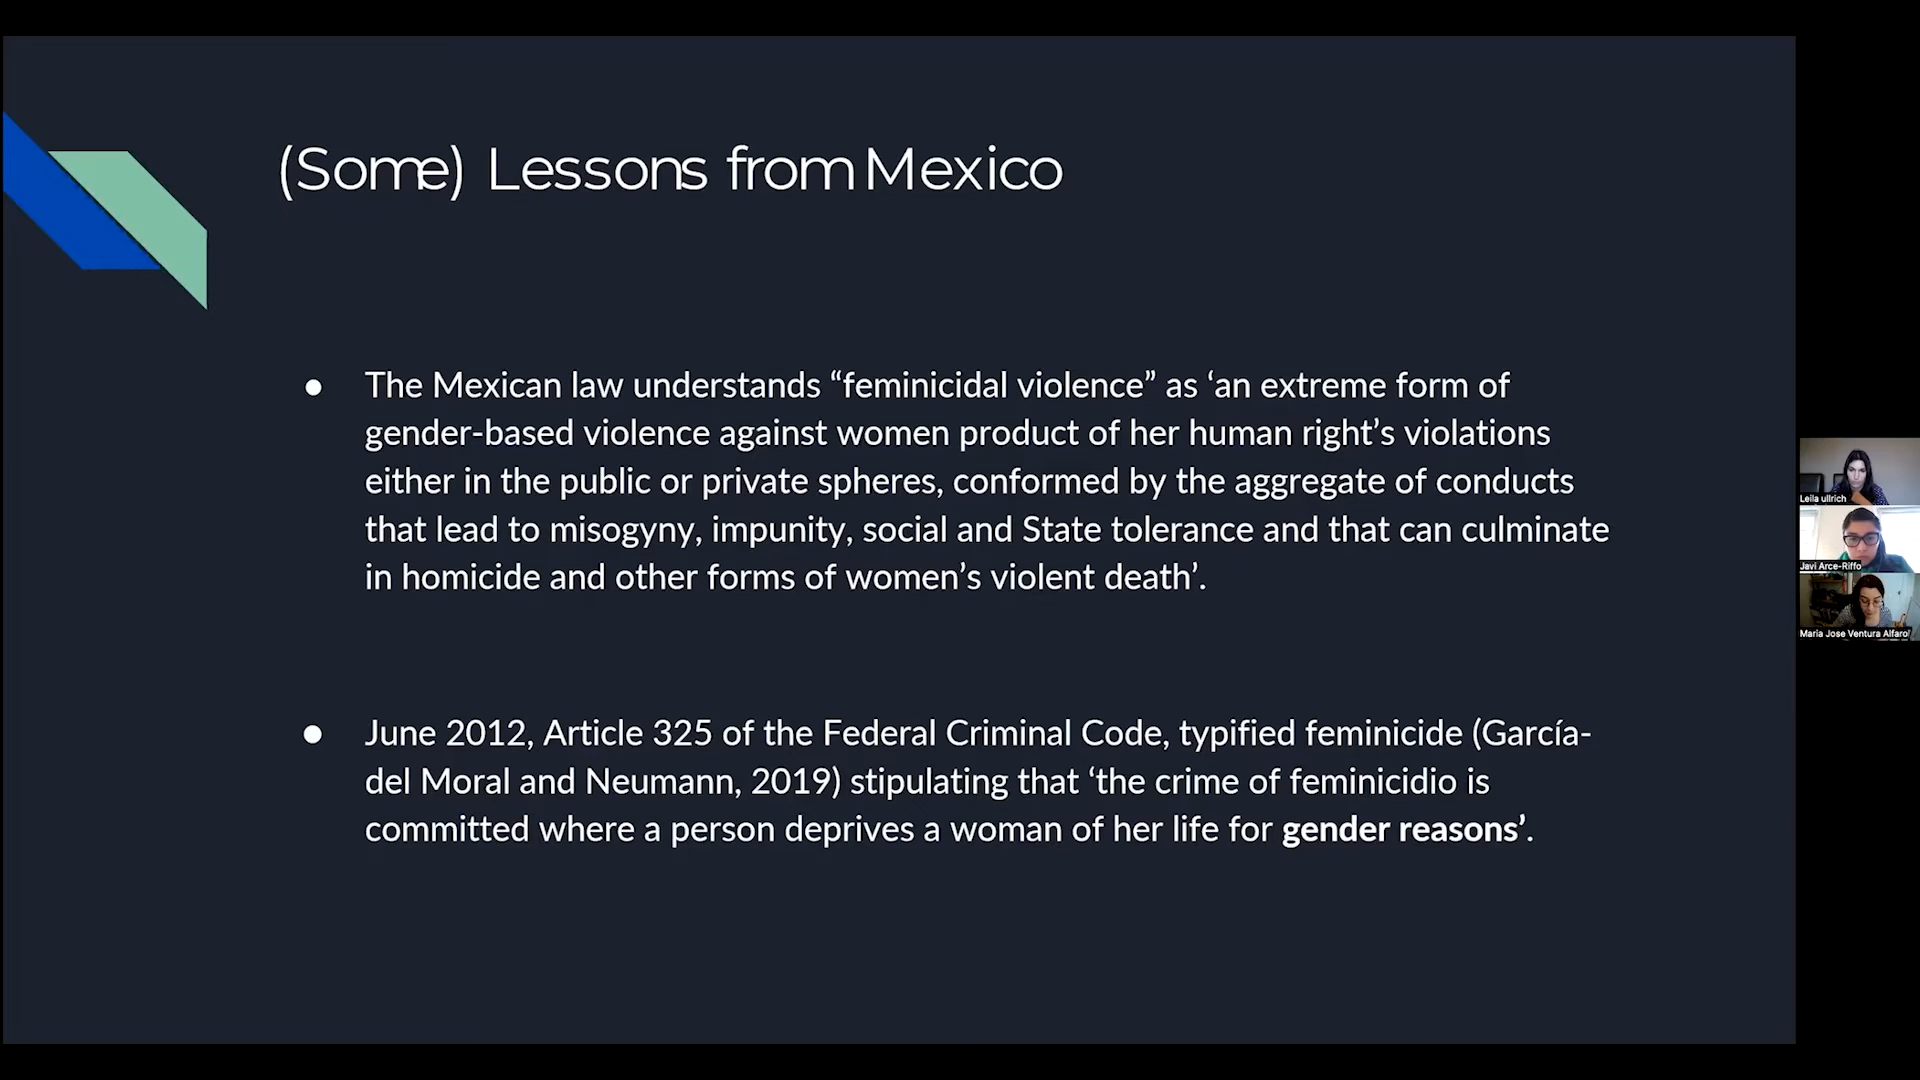 (Some) Lessons from Mexico
● The Mexican law understands “feminicidal violence” as ‘an extreme form of
gender-based violence against women product of her human right’s violations
either in the public or private spheres, conformed by the aggregate of conducts
that lead to misogyny, impunity, social and State tolerance and that can culminate
in homicide and other forms of women’s violent death’.
● June 2012, Article 325 of the Federal Criminal Code, typified feminicide (García-
del Moral and Neumann, 2019) stipulating that ‘the crime of feminicidio is
committed where a person deprives a woman of her life for gender reasons’.
Leila ullrich
Javi Arce-Riffo
Maria Jose Ventura Alfaro